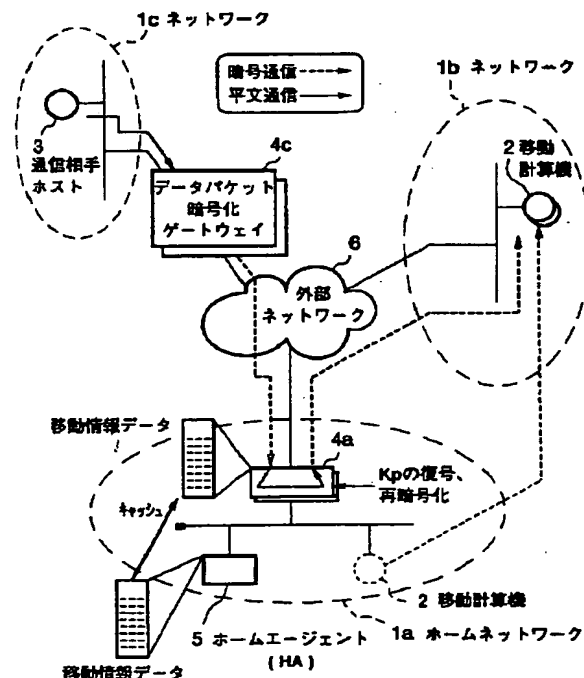 1c ネットワーク
暗号通信
平文通信
1b ネットワーク
3
通信相手
ホスト
4c
データパケット
暗号化
ゲートウェイ
2 移動
計算機
6
外部
ネットワーク
移動情報データ
4a
Kpの復号、
再暗号化
キャッシュ
2 移動計算機
5 ホームエージェント
(HA)
1a ホームネットワーク
移動情報データ